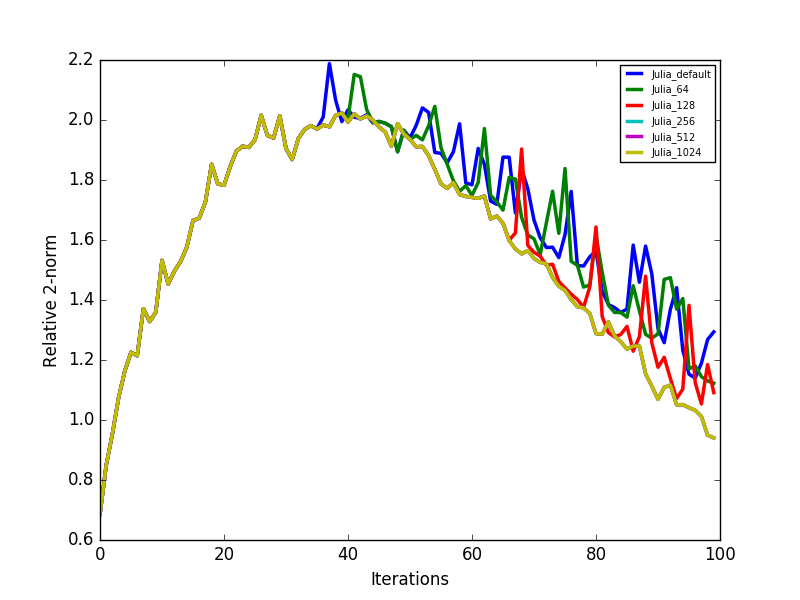 2.2
2.0
1.8
1.6
1.4
1.2
1.0
0.8
0.6
Relative 2-norm
0 20 40 60 80 100
Iterations
Julia_default
Julia_64
Julia_128
Julia_256
Julia_512
Julia_1024